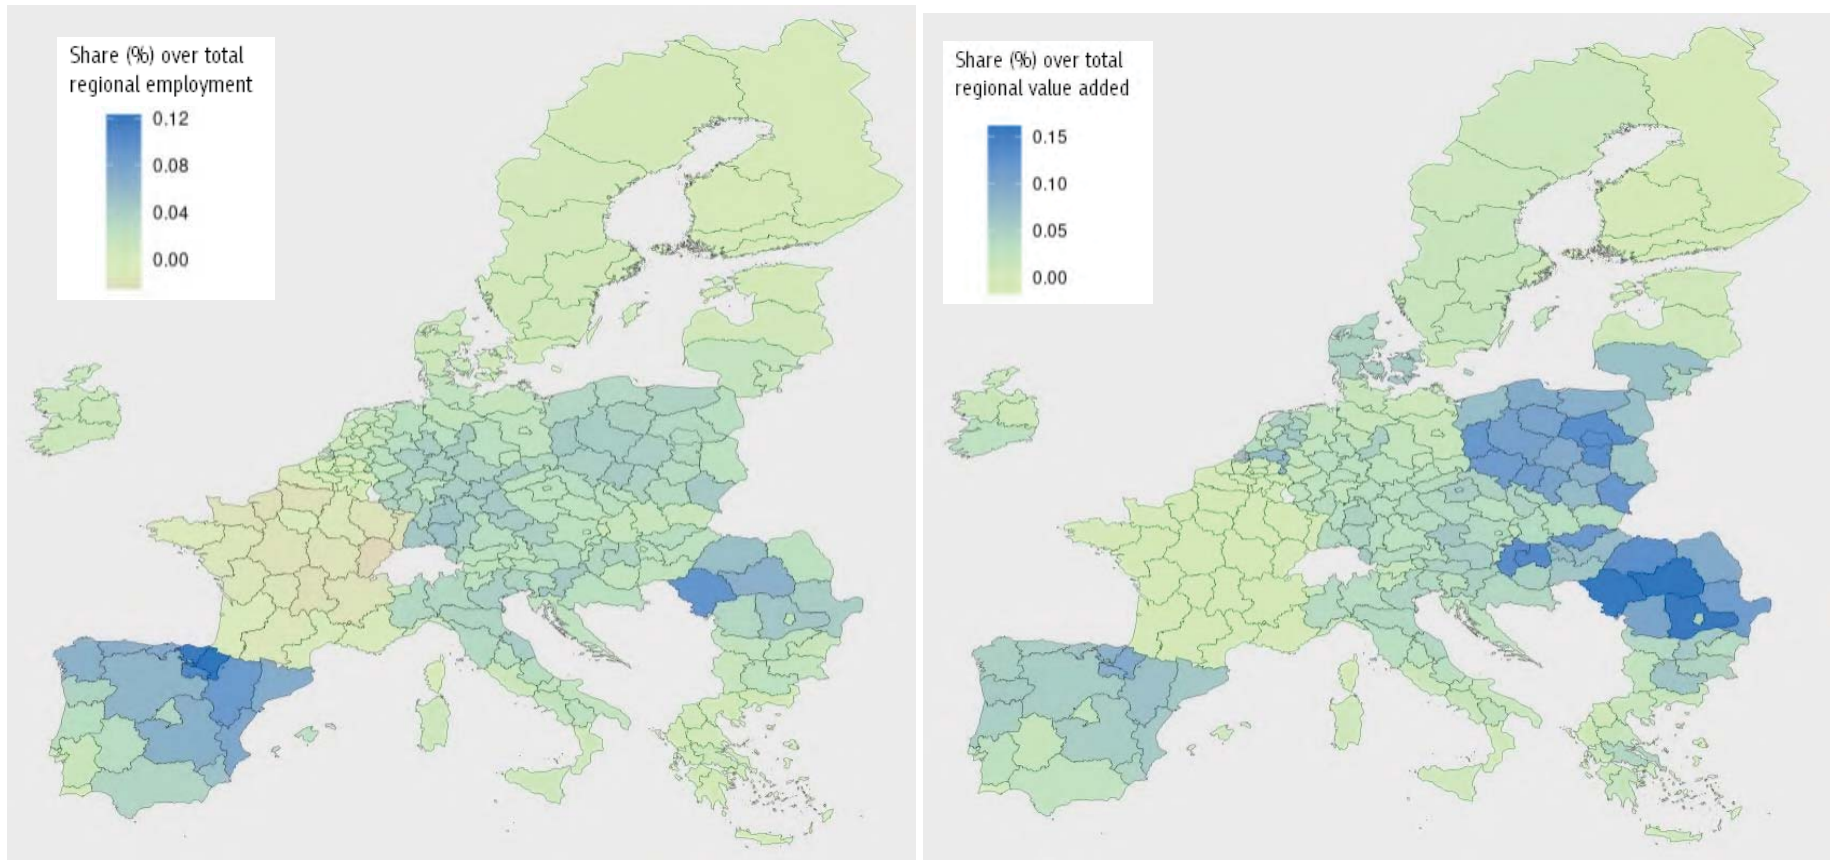 Share (%) over total
regional employment
0.12
0.08
0.04
0.00
Share (%) over total
regional value added
0.15
0.10
0.05
0.00